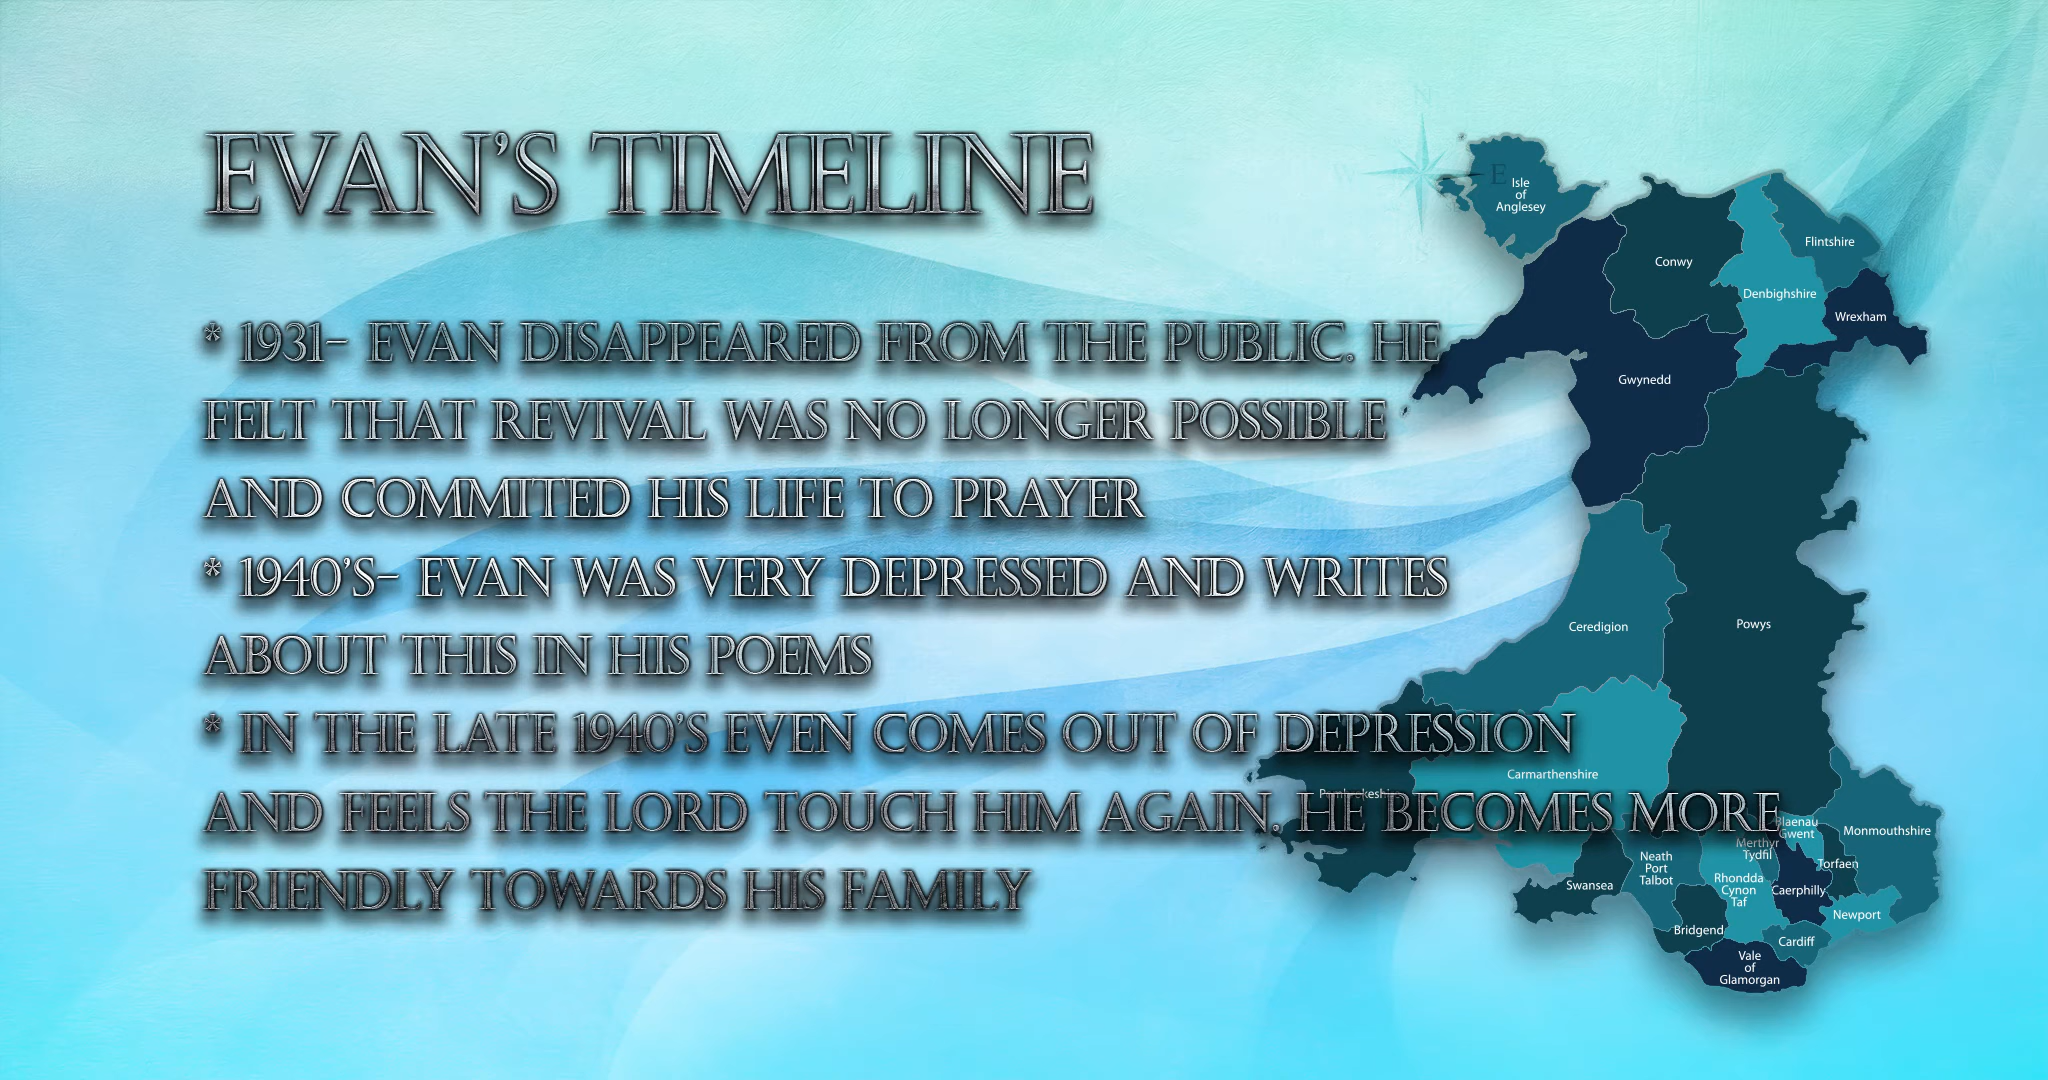 EVAN'S TIMELINE
* 1931- EVAN DISAPPEARED FROM THE PUBLIC. HE
FELT THAT REVIVAL WAS NO LONGER POSSIBLE
AND COMMITED HIS LIFE TO PRAYER
* 1940'S- EVAN WAS VERY DEPRESSED AND WRITES
ABOUT THIS IN HIS POEMS
* IN THE LATE 1940'S EVEN COMES OUT OF DEPRESSION
AND FEELS THE LORD TOUCH HIM AGAIN. HE BECOMES MORE
FRIENDLY TOWARDS HIS FAMILY
N
W
E
S
Isle
of
Anglesey
Flintshire
Conwy
Denbighshire
Wrexham
Gwynedd
Ceredigion
Powys
Carmarthenshire
Blaenau
Gwent
Monmouthshire
Merthyr
Tydfil
Torfaen
Neath
Port
Talbot
Rhondda
Cynon
Taf
Caerphilly
Swansea
Newport
Bridgend
Cardiff
Vale
of
Glamorgan